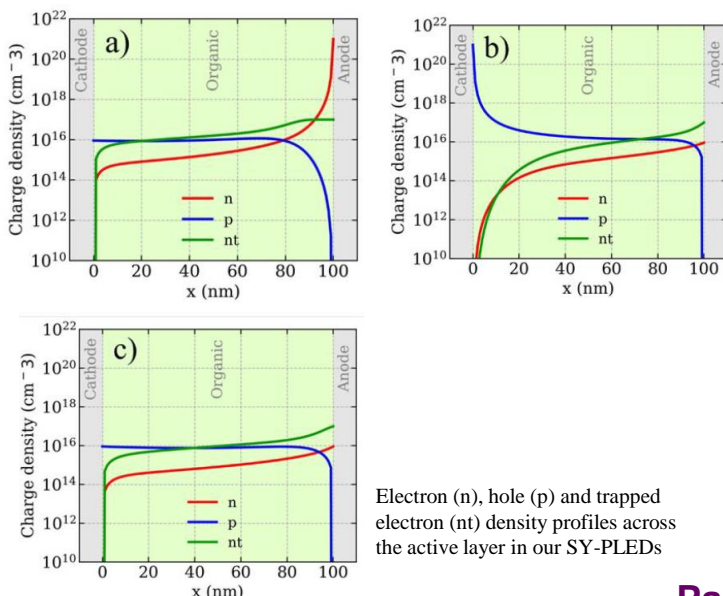 a)
Charge density (cm⁻ 3)
10²²
10²⁰
10¹⁸
10¹⁶
10¹⁴
10¹²
10¹⁰
Cathode
Organic
Anode
n
p
nt
0 20 40 60 80 100
x (nm)
b)
10²²
10²⁰
10¹⁸
10¹⁶
10¹⁴
10¹²
10¹⁰
Cathode
Organic
Anode
n
p
nt
0 20 40 60 80 100
x (nm)
c)
Charge density (cm⁻ 3)
10²²
10²⁰
10¹⁸
10¹⁶
10¹⁴
10¹²
10¹⁰
Cathode
Organic
Anode
n
p
nt
0 20 40 60 80 100
x (nm)
Electron (n), hole (p) and trapped
electron (nt) density profiles across
the active layer in our SY-PLEDs